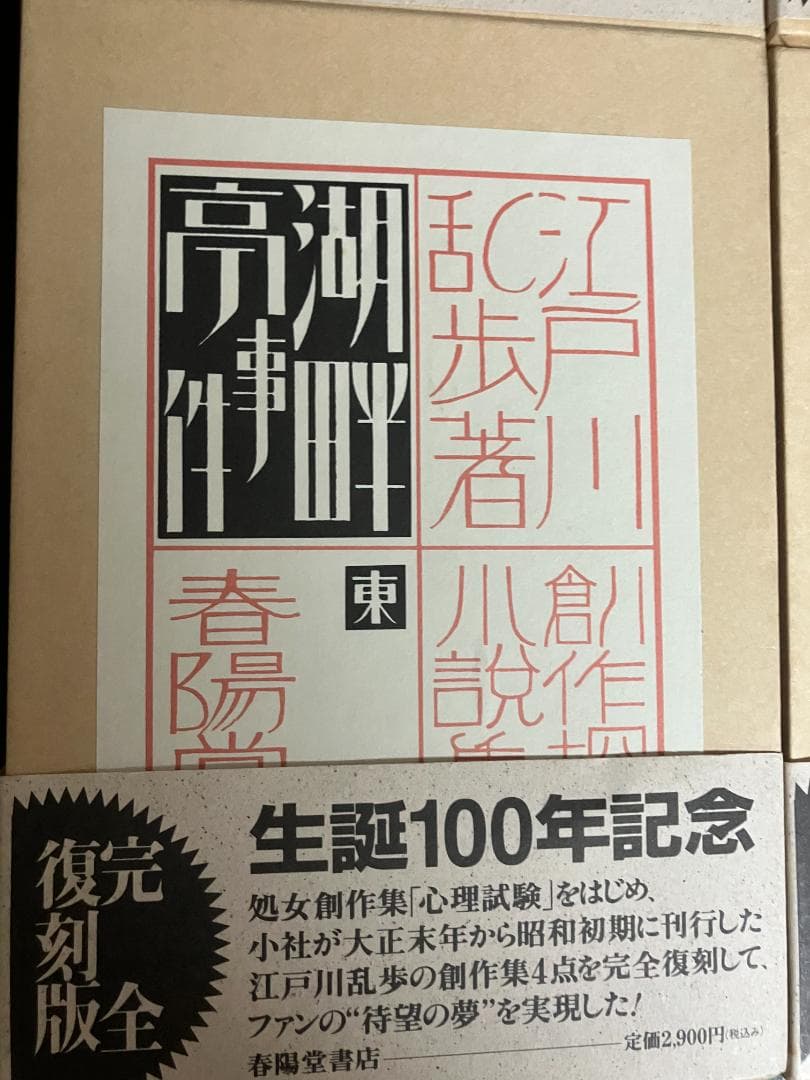 江戸川
乱歩著
湖畔
亭事件
創作探
小説集
東
春陽堂
完全
復刻版
生誕100年記念
処女創作集「心理試験」をはじめ、
小社が大正末年から昭和初期に刊行した
江戸川乱歩の創作集4点を完全復刻して、
ファンの“待望の夢”を実現した!
春陽堂書店
定価2,900円(税込み)